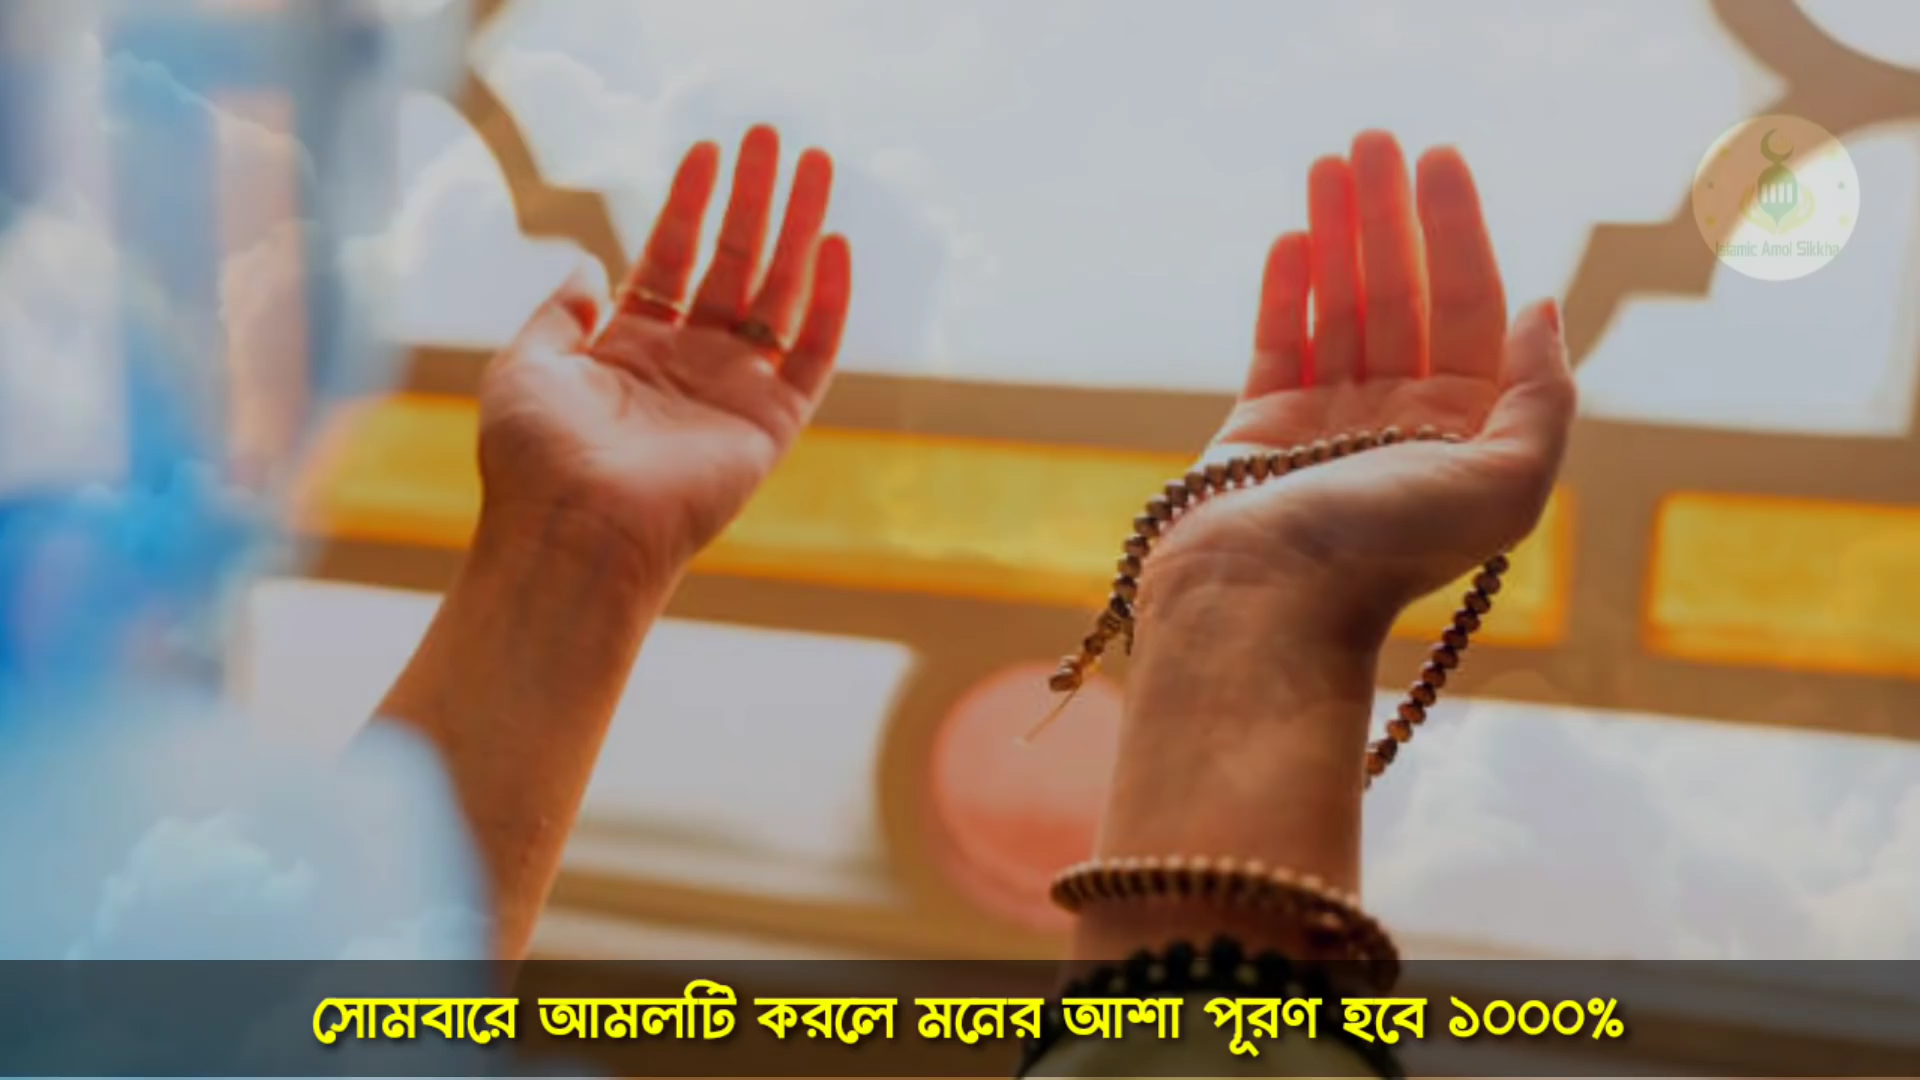 Islamic Amol Sikkha
সোমবারে আমলটি করলে মনের আশা পূরণ হবে ১০০০%